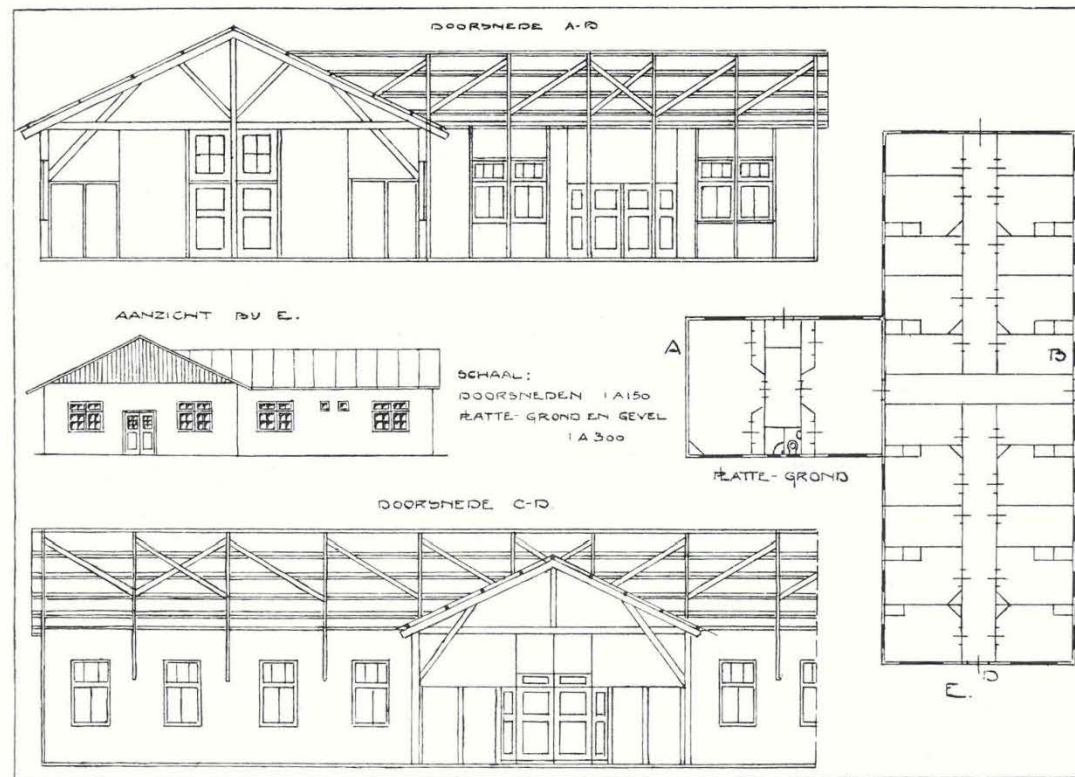 DOORSNEDE A-B
AANZICHT BIJ E.
SCHAAL:
DOORSNEDEN 1 A 150
PLATTE-GROND EN GEVEL
1 A 300
A
B
PLATTE-GROND
DOORSNEDE C-D.
D
E.